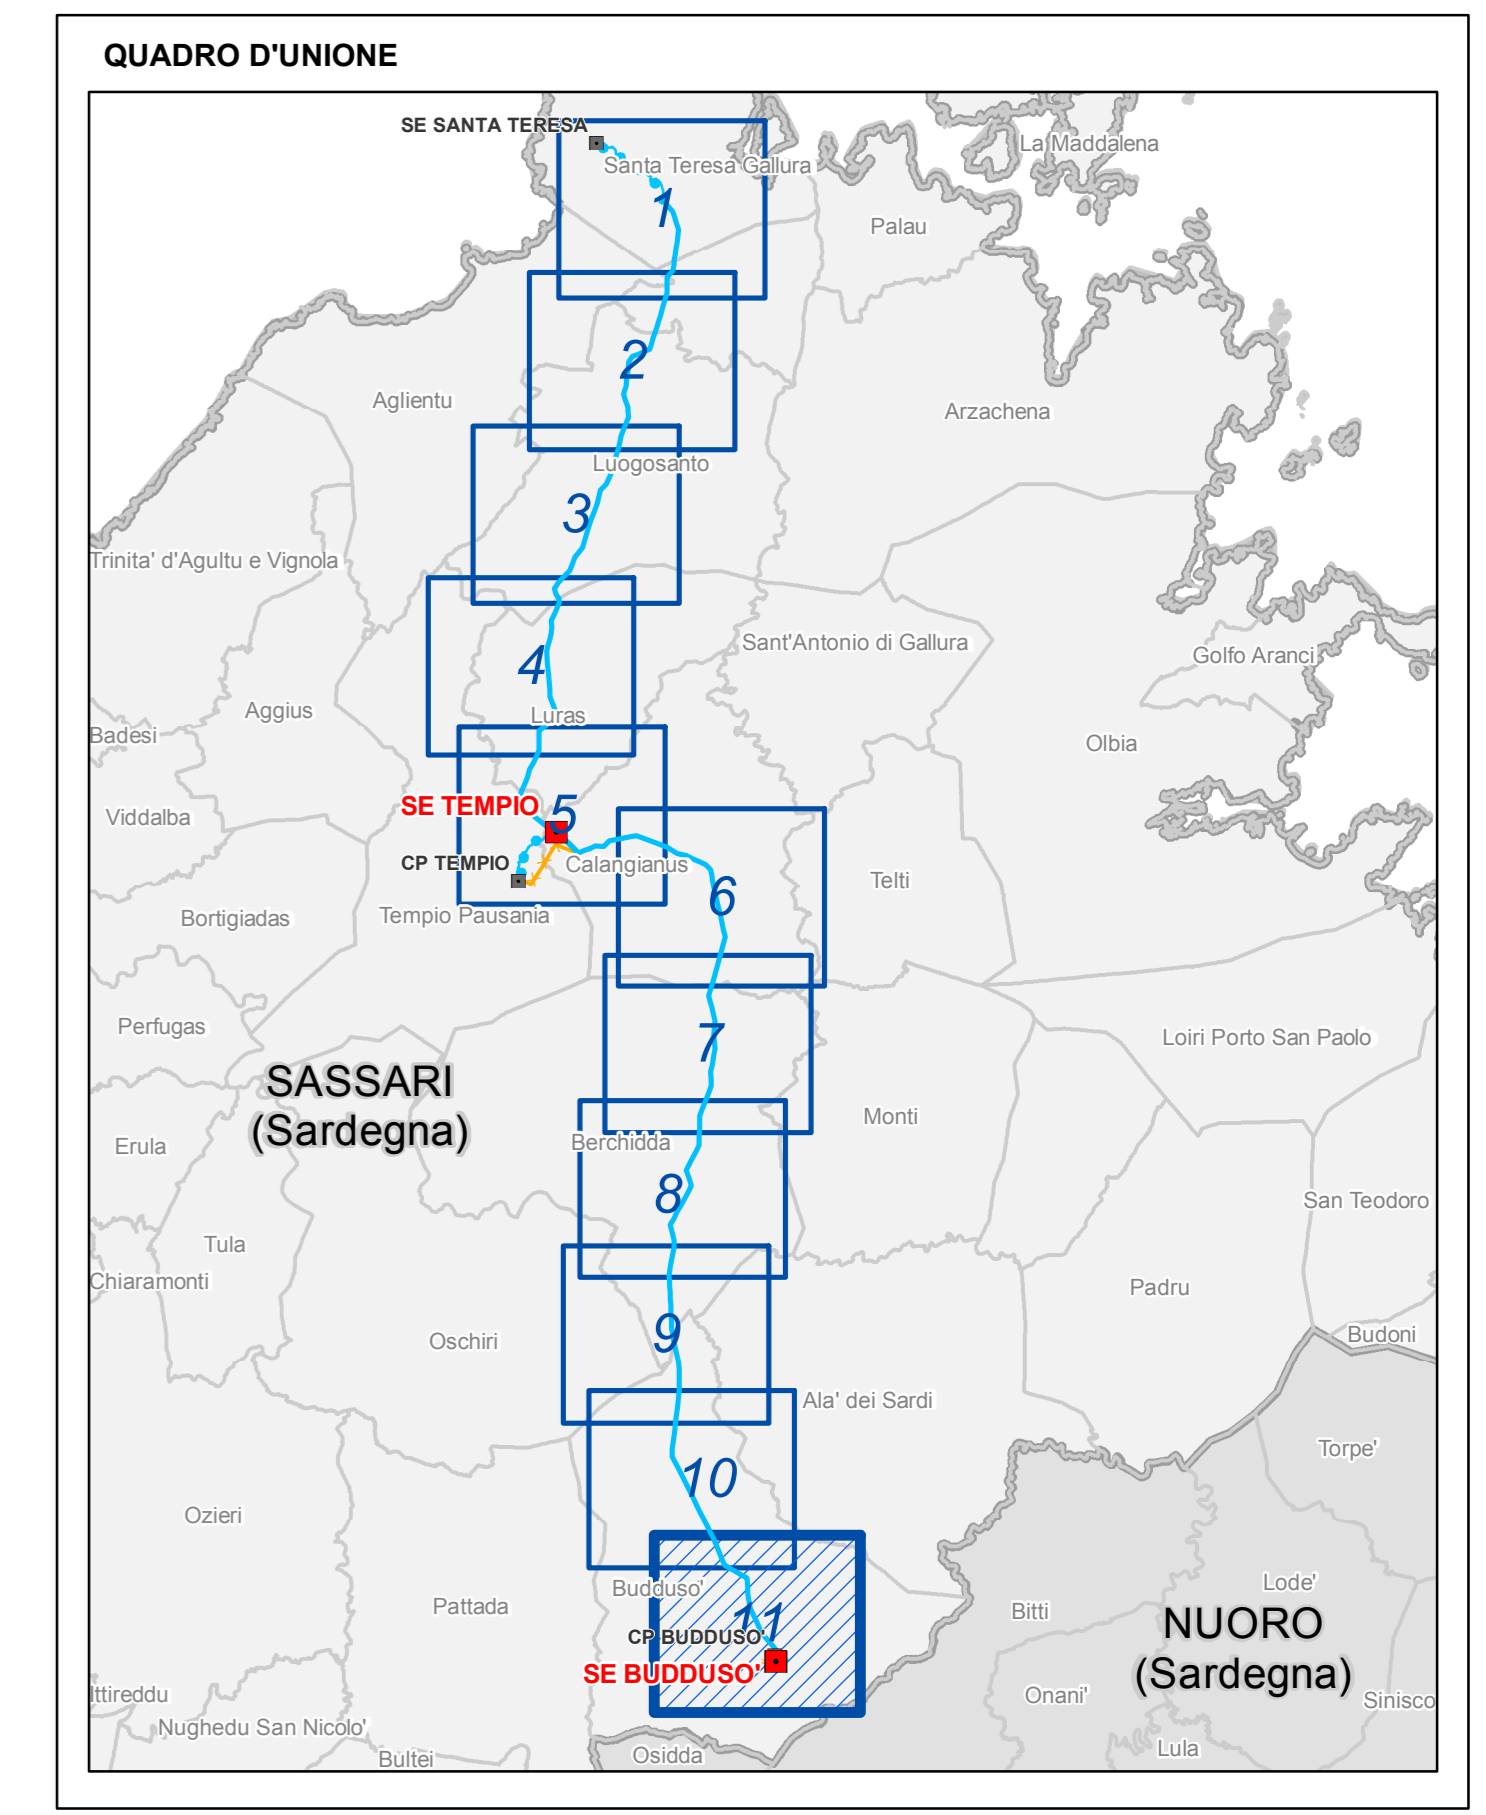 QUADRO D'UNIONE
SE SANTA TERESA
La Maddalena
Santa Teresa Gallura
1
Palau
2
Aglientu
Arzachena
Luogosanto
3
Trinita' d'Agultu e Vignola
Sant'Antonio di Gallura
Golfo Aranci
4
Aggius
Luras
Badesi
Olbia
SE TEMPIO
5
Viddalba
CP TEMPIO
Calangianus
Telti
6
Bortigiadas
Tempio Pausania
Perfugas
Loiri Porto San Paolo
7
SASSARI
(Sardegna)
Monti
Erula
Berchidda
8
San Teodoro
Tula
Chiaramonti
Padru
9
Oschiri
Budoni
Ala' dei Sardi
Torpe'
10
Ozieri
Lode'
Budduso'
Pattada
Bitti
11
NUORO
(Sardegna)
CP BUDDUSO'
SE BUDDUSO'
Ittireddu
Onani'
Sinisco
Nughedu San Nicolo'
Lula
Osidda
Bultei